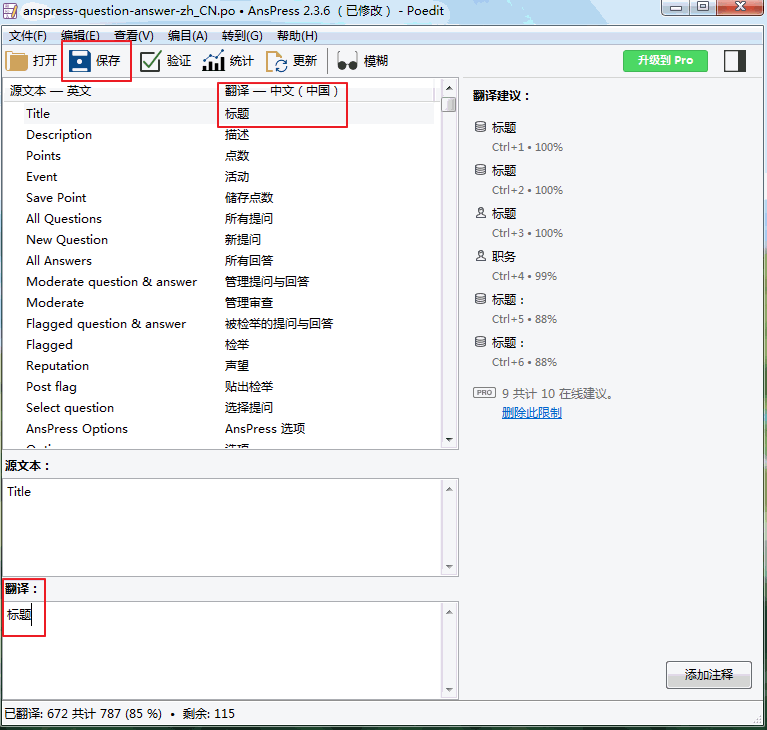 anspress-question-answer-zh_CN.po • AnsPress 2.3.6 （已修改） - Poedit
文件(F) 编辑(E) 查看(V) 编目(A) 转到(G) 帮助(H)
打开 保存 验证 统计 更新 模糊 升级到 Pro
源文本 — 英文 翻译 — 中文 ( 中国 )
Title 标题
Description 描述
Points 点数
Event 活动
Save Point 储存点数
All Questions 所有提问
New Question 新提问
All Answers 所有回答
Moderate question & answer 管理提问与回答
Moderate 管理审查
Flagged question & answer 被检举的提问与回答
Flagged 检举
Reputation 声望
Post flag 贴出检举
Select question 选择提问
AnsPress Options AnsPress 选项
源文本：
Title
翻译：
标题
翻译建议：
标题
Ctrl+1 • 100%
标题
Ctrl+2 • 100%
标题
Ctrl+3 • 100%
职务
Ctrl+4 • 99%
标题：
Ctrl+5 • 88%
标题：
Ctrl+6 • 88%
PRO 9 共计 10 在线建议。
删除此限制
添加注释
已翻译: 672 共计 787 (85 %) • 剩余: 115